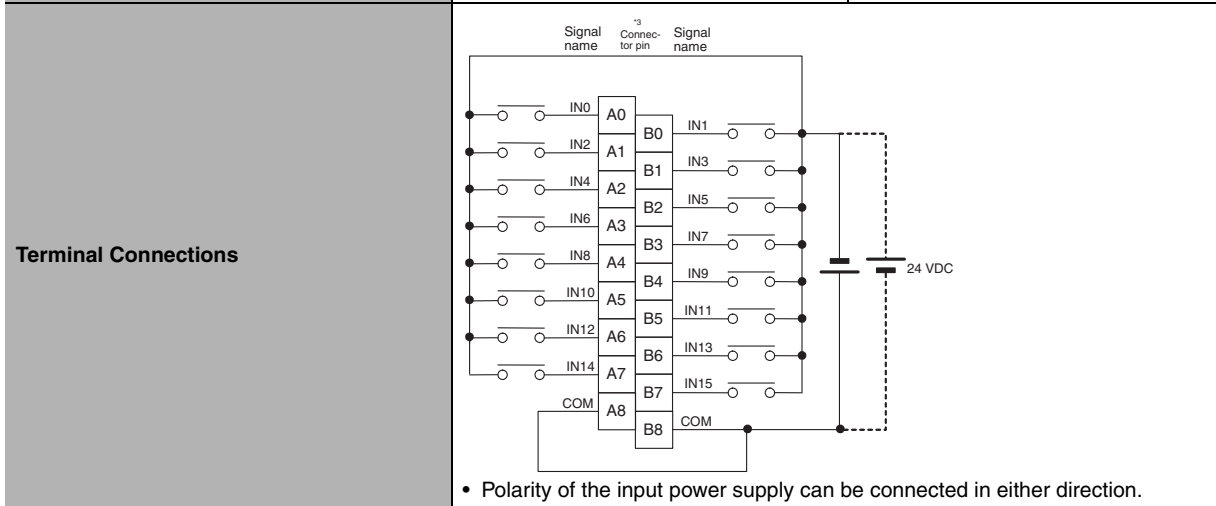 Terminal Connections
Signal name
*3 Connec- tor pin
Signal name
IN0 A0
B0 IN1
IN2 A1
B1 IN3
IN4 A2
B2 IN5
IN6 A3
B3 IN7
IN8 A4
B4 IN9
IN10 A5
B5 IN11
IN12 A6
B6 IN13
IN14 A7
B7 IN15
COM A8
B8 COM
24 VDC
• Polarity of the input power supply can be connected in either direction.